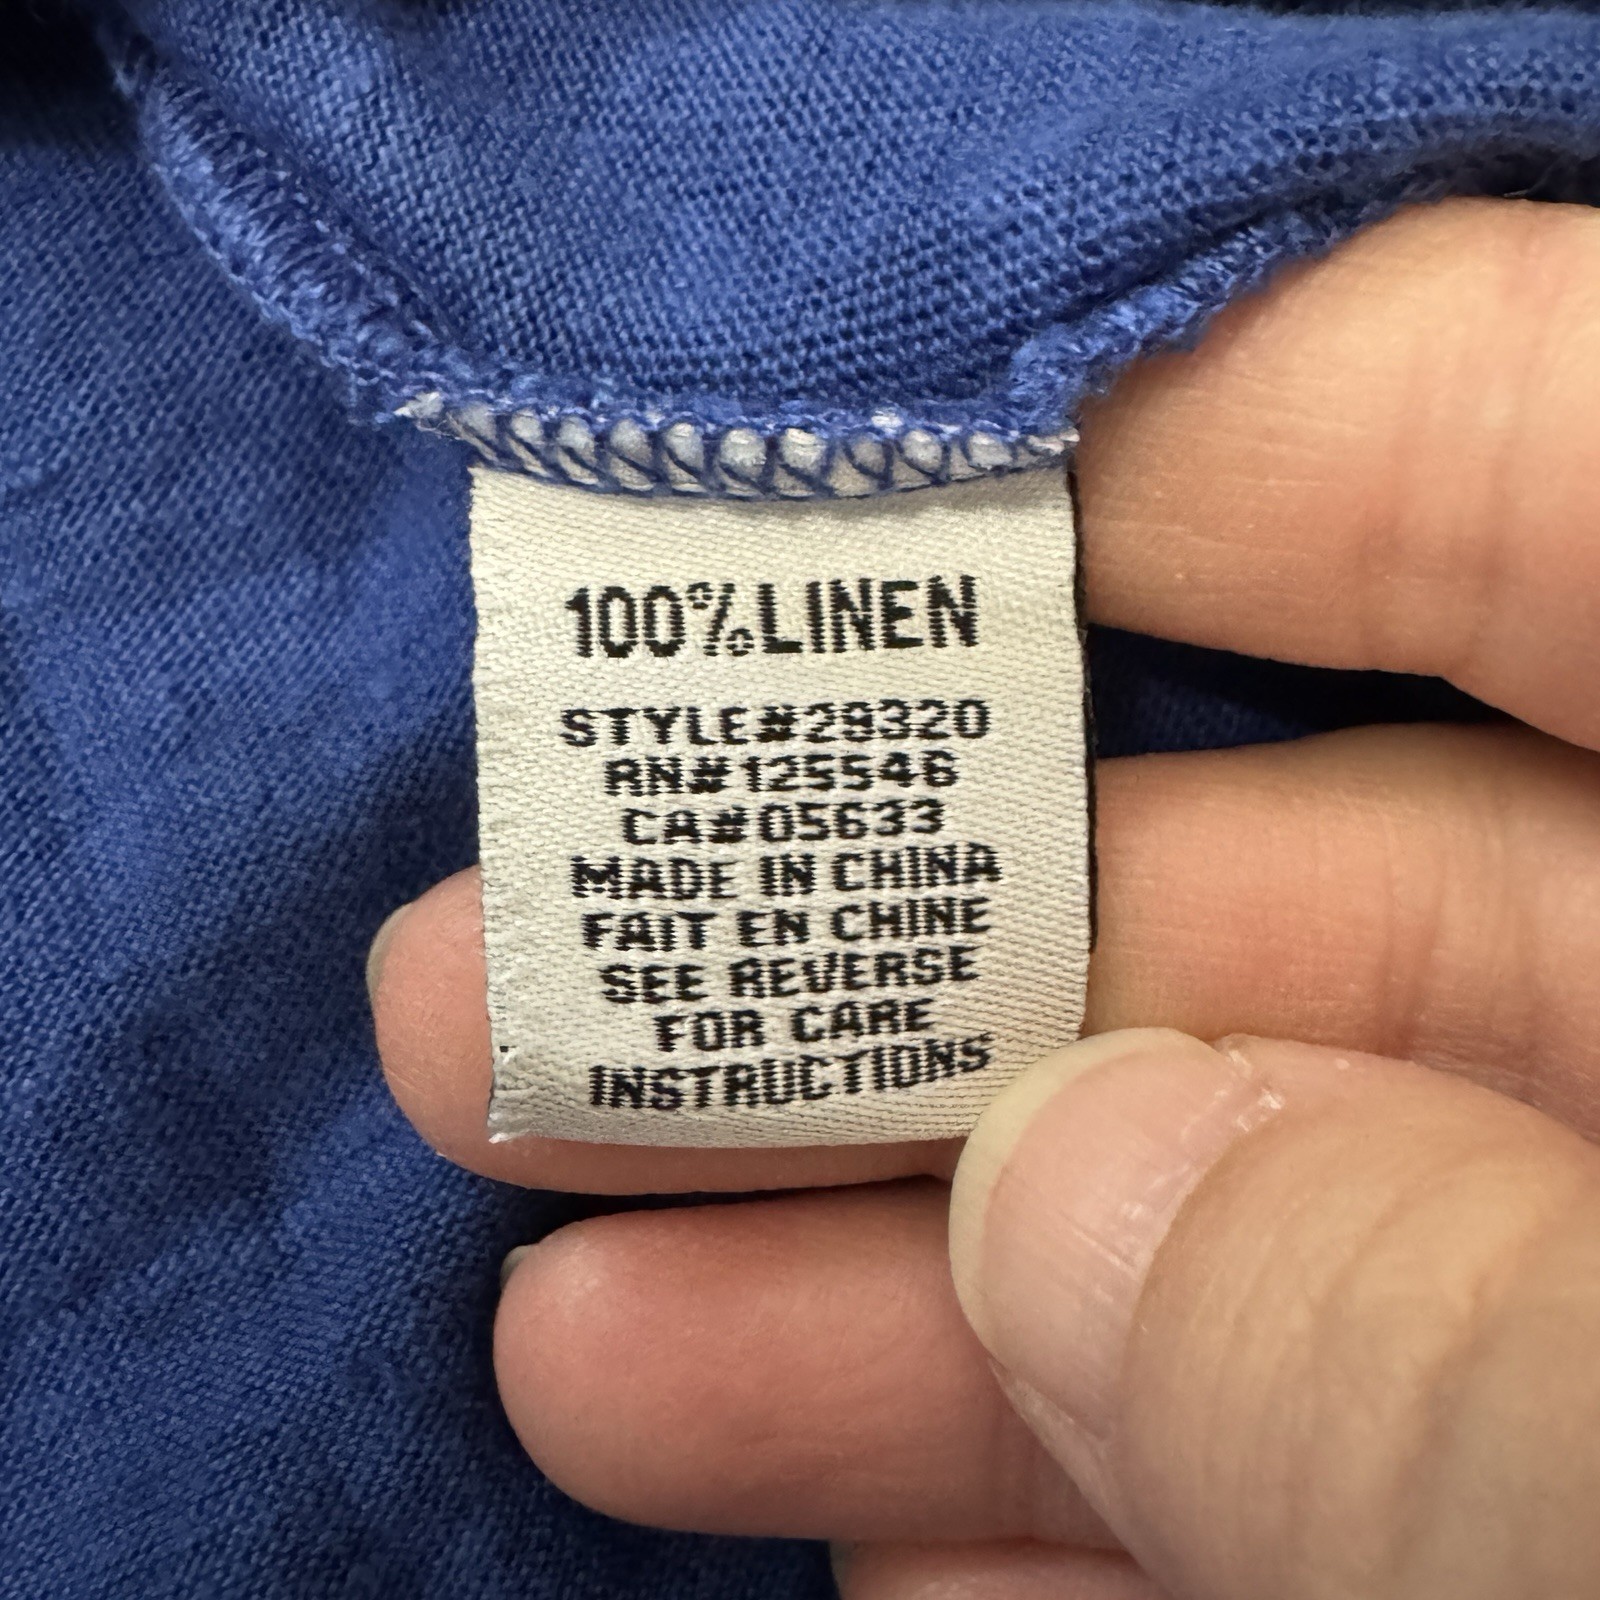 100% LINEN
STYLE#29320
RN#125546
CA#05633
MADE IN CHINA
FAIT EN CHINE
SEE REVERSE
FOR CARE
INSTRUCTIONS